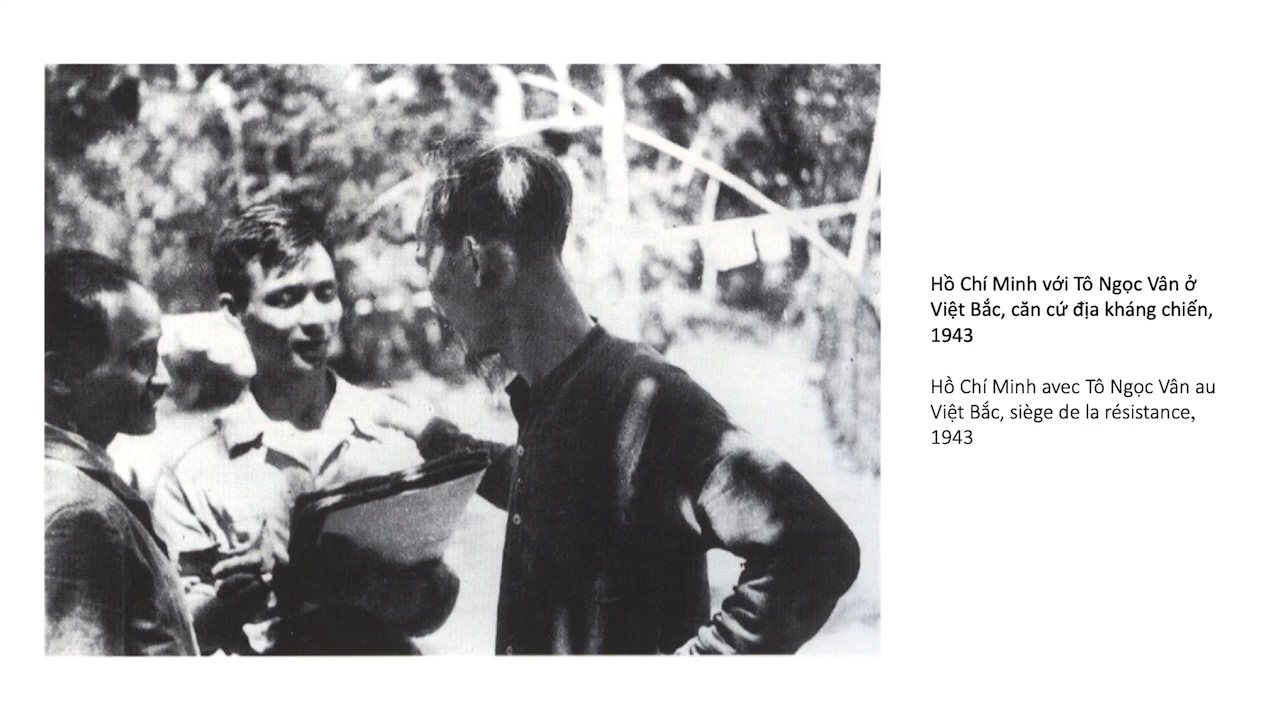 Hồ Chí Minh với Tô Ngọc Vân ở
Việt Bắc, căn cứ địa kháng chiến,
1943
Hồ Chí Minh avec Tô Ngọc Vân au
Việt Bắc, siège de la résistance,
1943